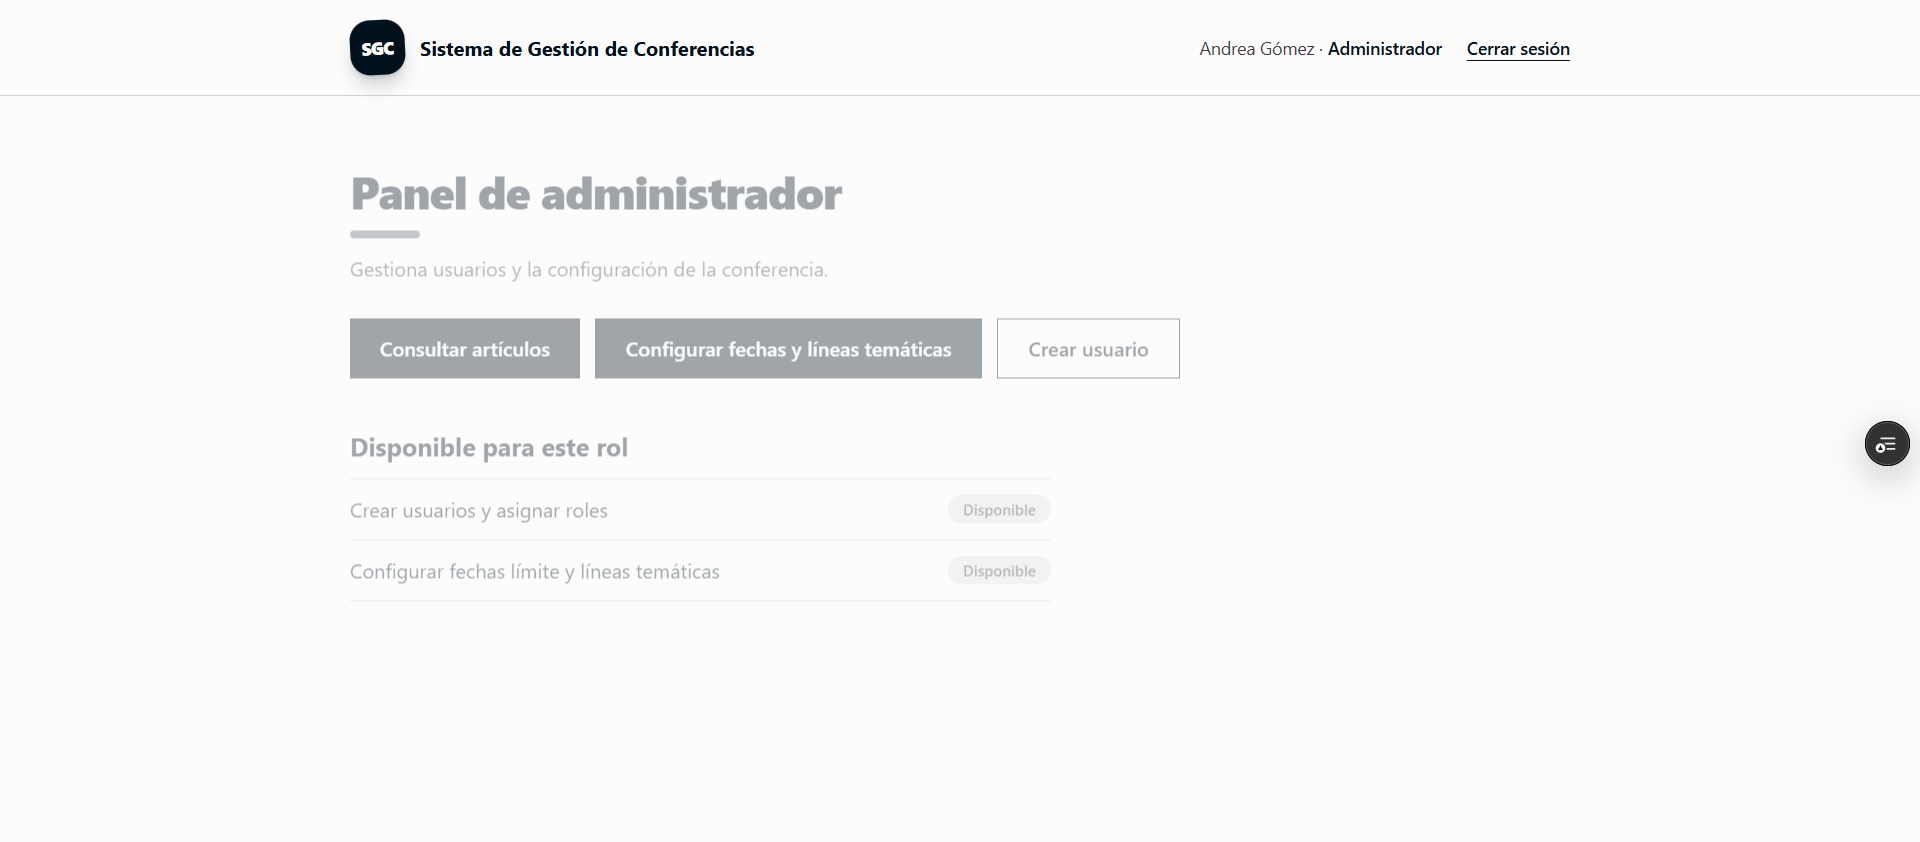 SGC Sistema de Gestión de Conferencias
Andrea Gómez · Administrador Cerrar sesión
Panel de administrador
Gestiona usuarios y la configuración de la conferencia.
Consultar artículos Configurar fechas y líneas temáticas Crear usuario
Disponible para este rol
Crear usuarios y asignar roles Disponible
Configurar fechas límite y líneas temáticas Disponible